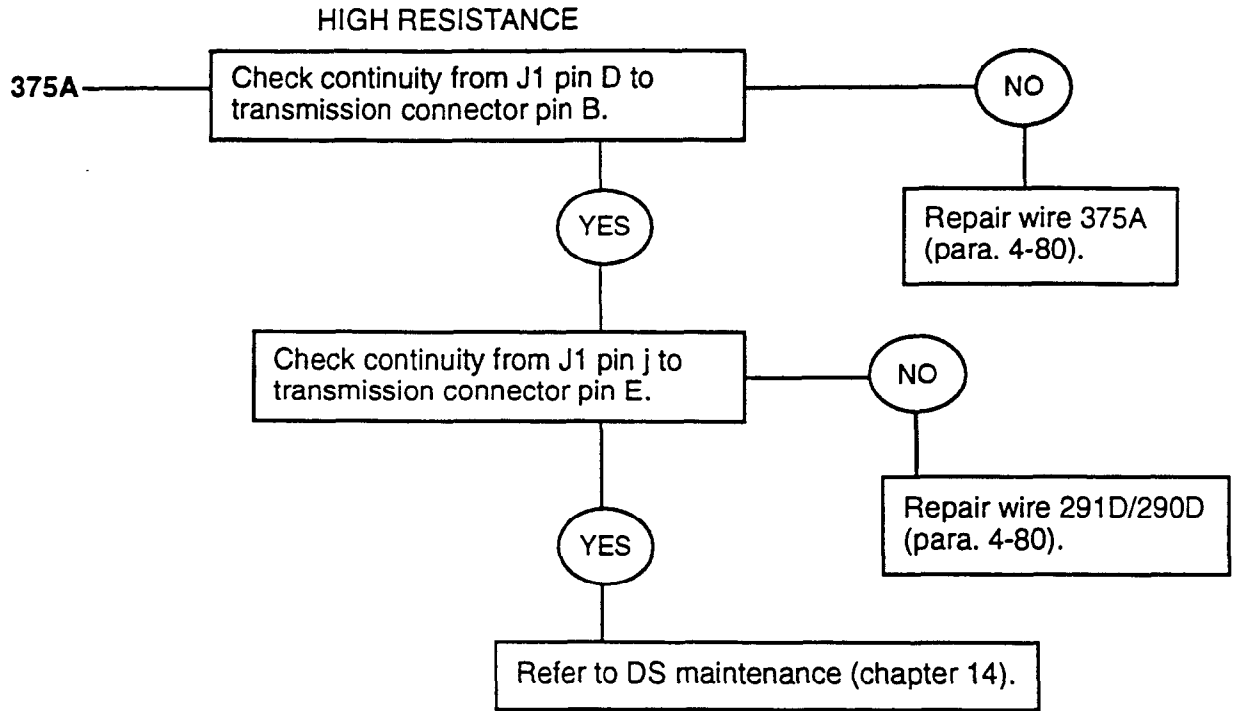 HIGH RESISTANCE
375A
Check continuity from J1 pin D to
transmission connector pin B.
NO
YES
Repair wire 375A
(para. 4-80).
Check continuity from J1 pin j to
transmission connector pin E.
NO
YES
Repair wire 291D/290D
(para. 4-80).
Refer to DS maintenance (chapter 14).